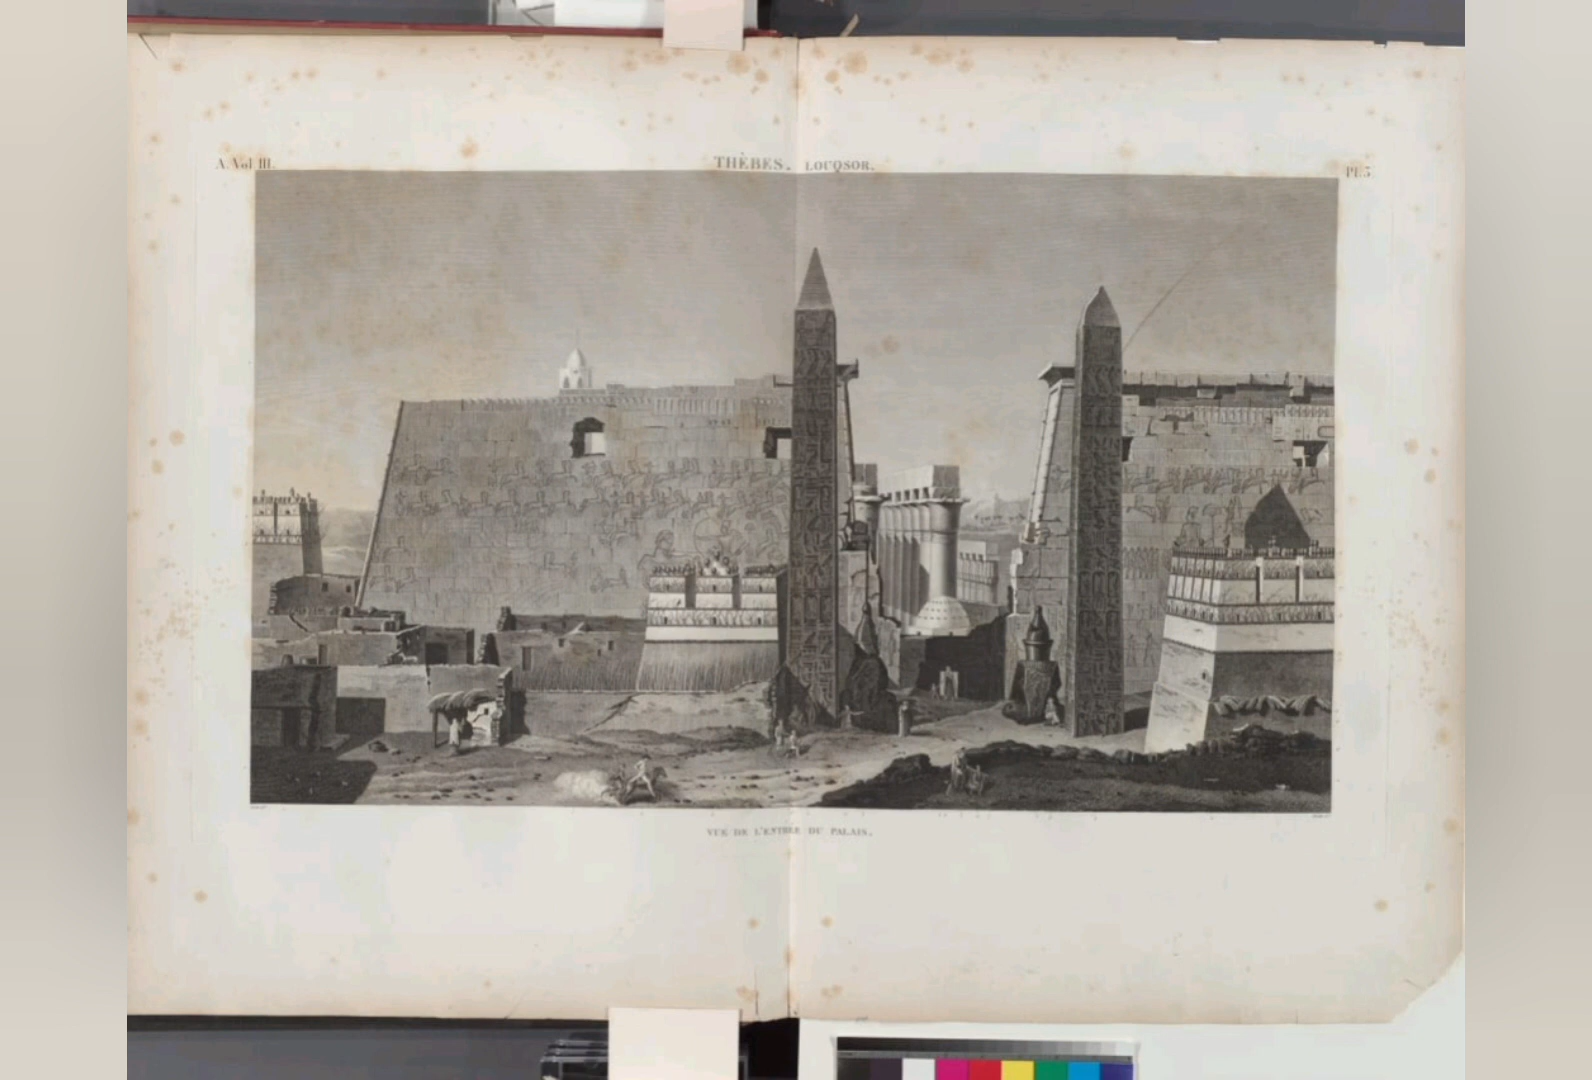 A. Vol. III.
THÈBES. LOUQSOR.
Pl. 3.
VUE DE L'ENTRÉE DU PALAIS.